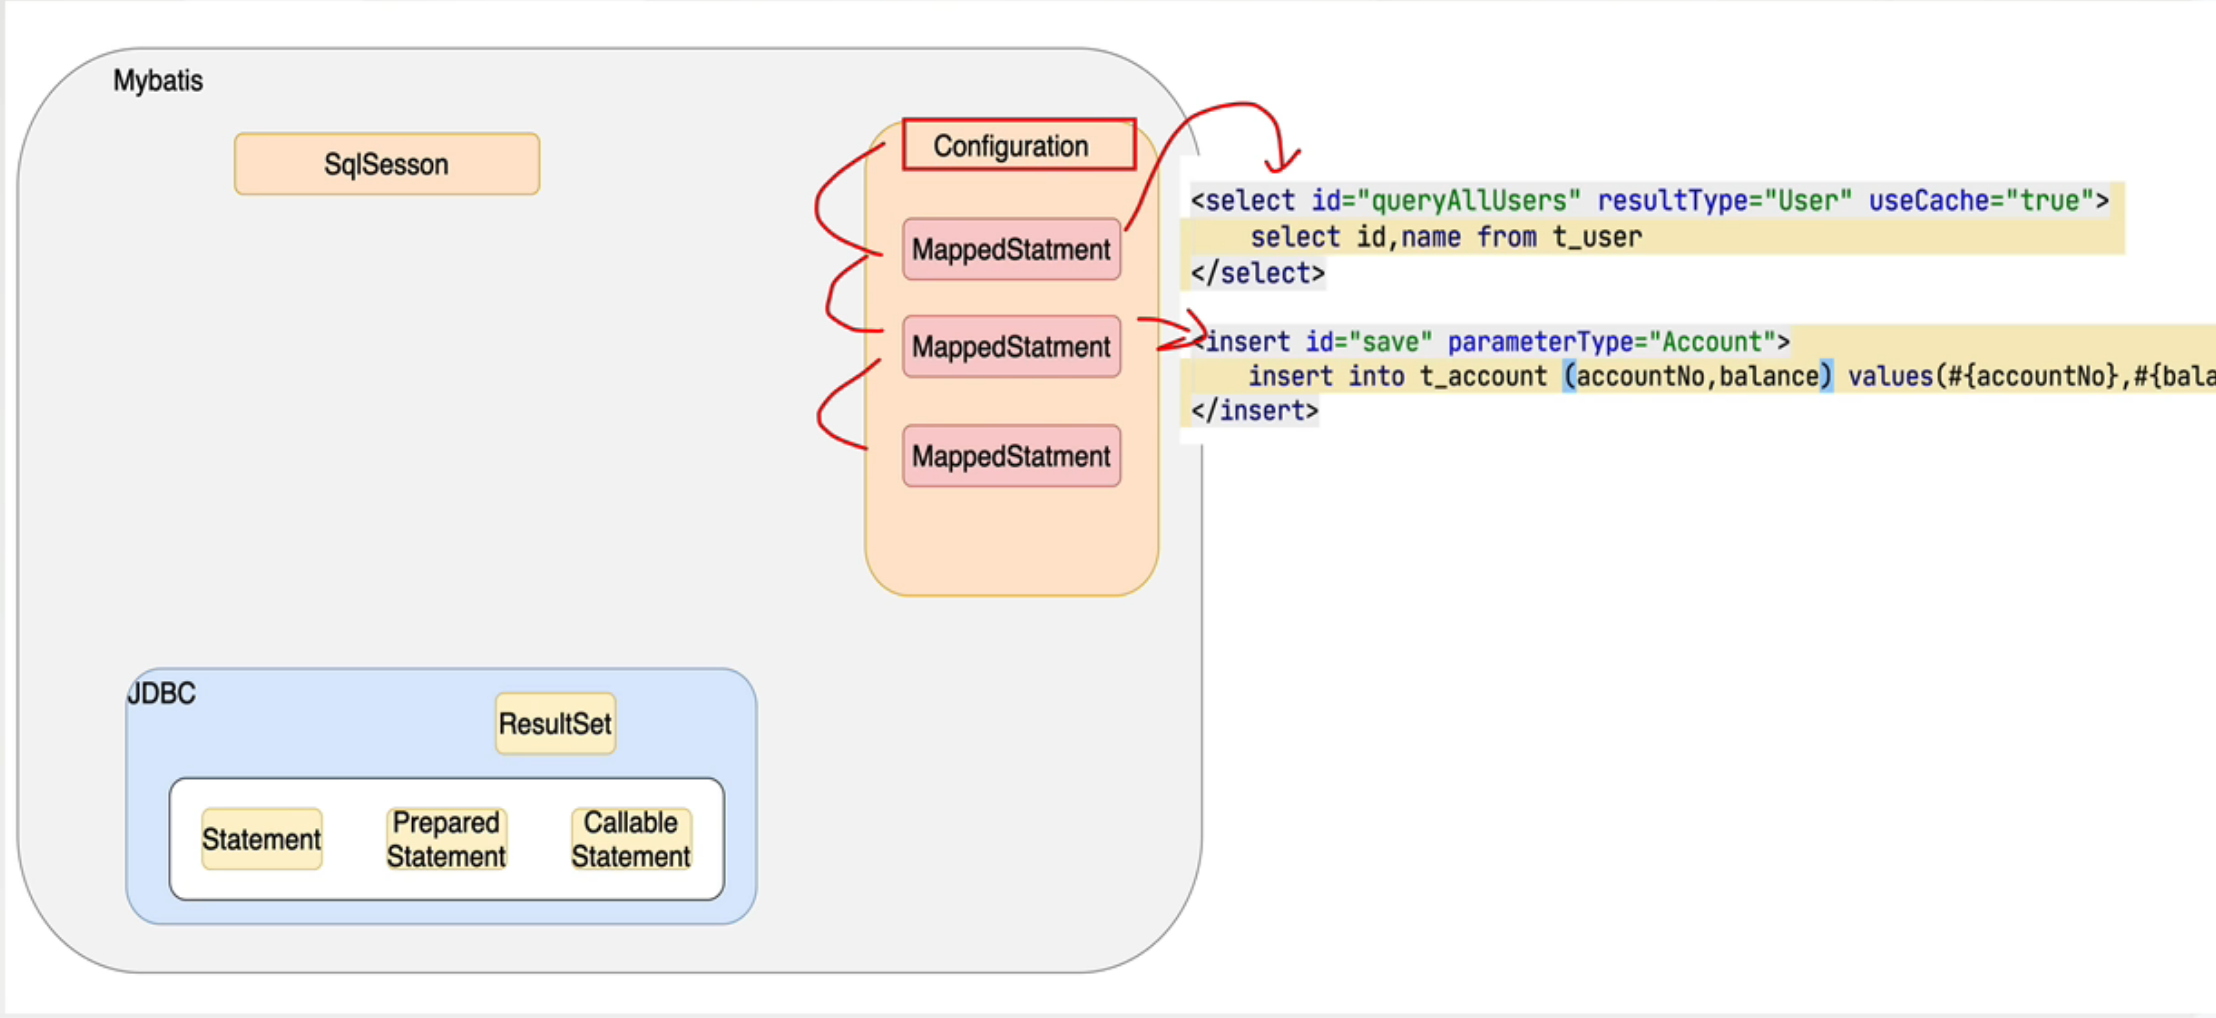 Mybatis
SqlSesson
Configuration
MappedStatment
MappedStatment
MappedStatment
<select id="queryAllUsers" resultType="User" useCache="true">
select id,name from t_user
</select>
<insert id="save" parameterType="Account">
insert into t_account (accountNo,balance) values(#{accountNo},#{bala
</insert>
JDBC
ResultSet
Statement
Prepared
Statement
Callable
Statement